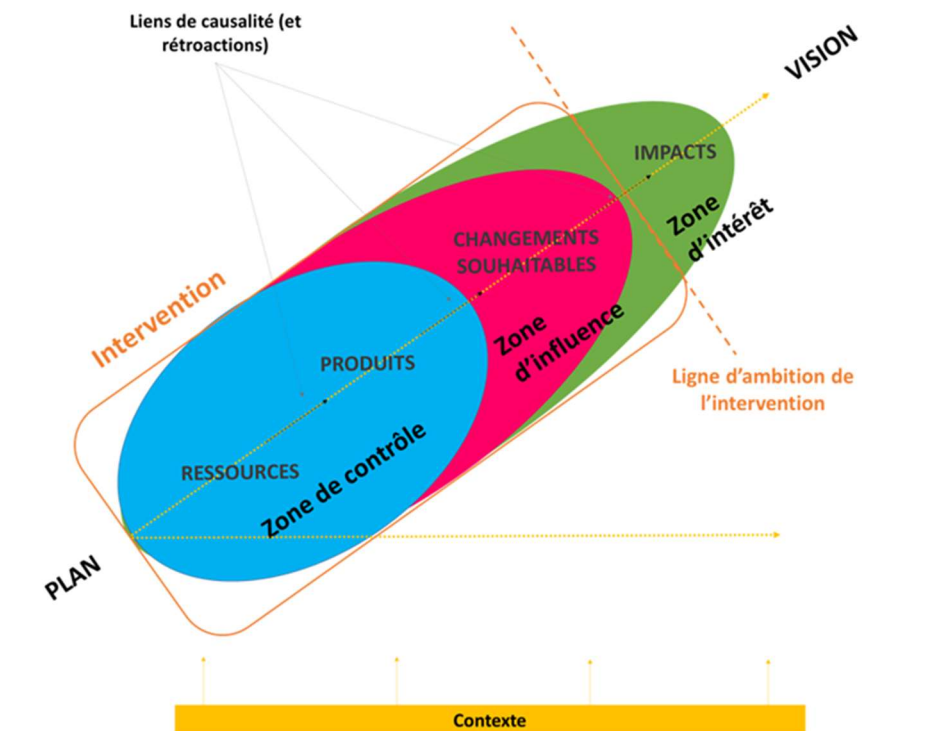 Liens de causalité (et
rétroactions)
VISION
IMPACTS
Zone
d'intérêt
CHANGEMENTS
SOUHAITABLES
Zone
d'influence
Intervention
PRODUITS
Ligne d'ambition de
l'intervention
RESSOURCES
Zone de contrôle
PLAN
Contexte